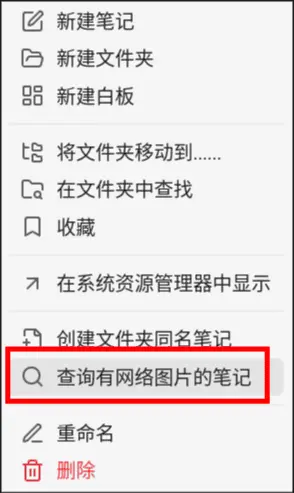 新建笔记
新建文件夹
新建白板
将文件夹移动到......
在文件夹中查找
收藏
在系统资源管理器中显示
创建文件夹同名笔记
查询有网络图片的笔记
重命名
删除